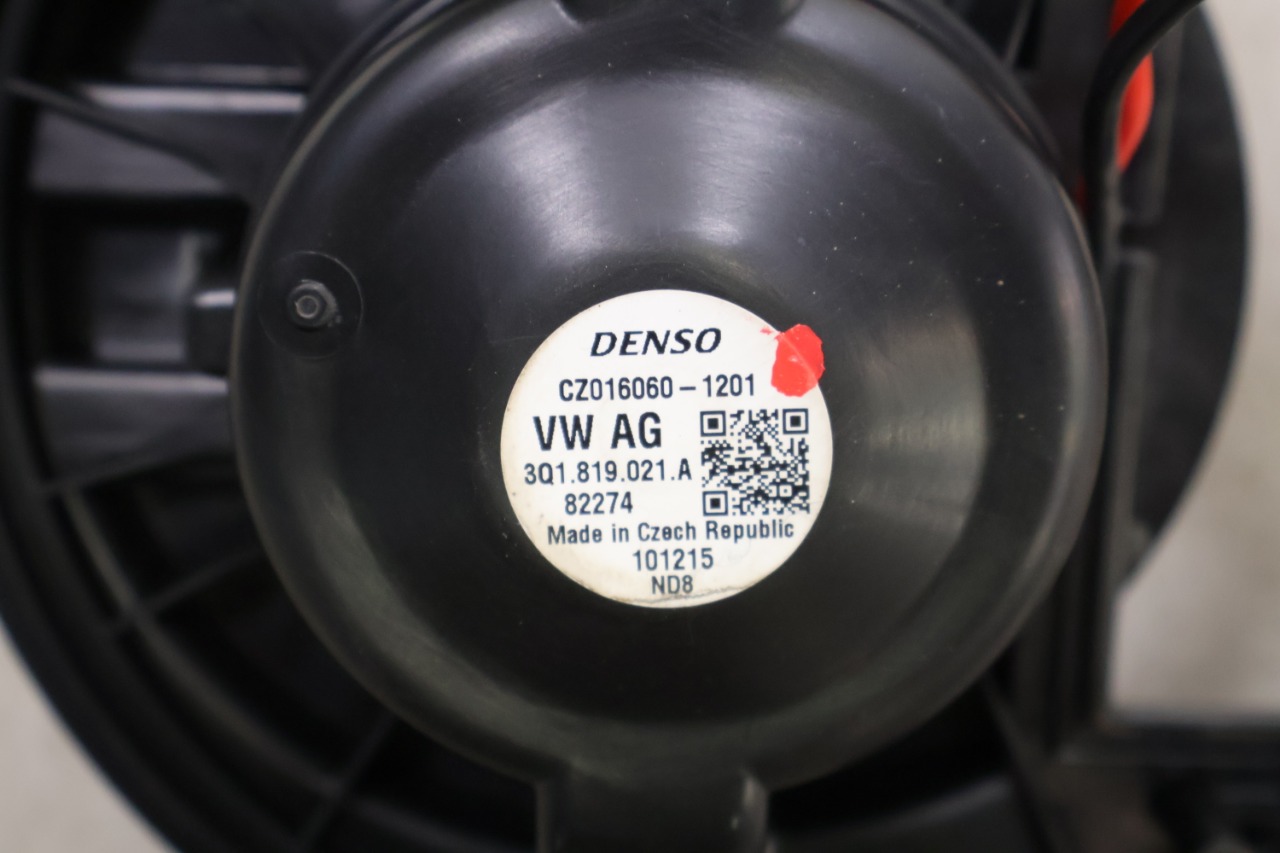 DENSO
CZ016060-1201
VW AG
3Q1.819.021.A
82274
Made in Czech Republic
101215
ND8